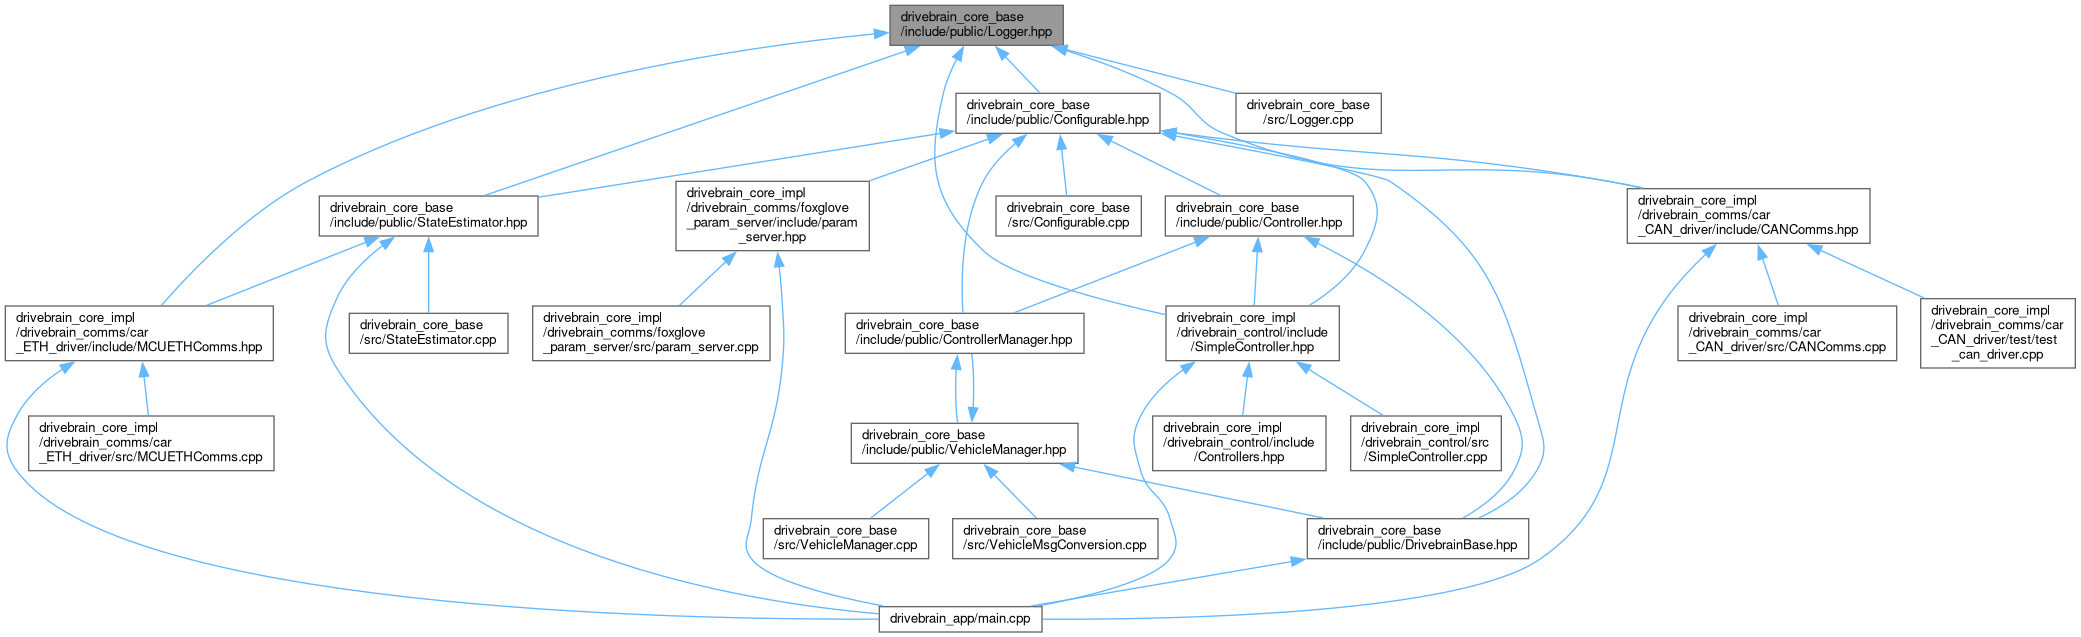 drivebrain_core_base
/include/public/Logger.hpp
drivebrain_core_base
/include/public/Configurable.hpp
drivebrain_core_base
/src/Logger.cpp
drivebrain_core_base
/include/public/StateEstimator.hpp
drivebrain_core_impl
/drivebrain_comms/foxglove
_param_server/include/param
_server.hpp
drivebrain_core_base
/src/Configurable.cpp
drivebrain_core_base
/include/public/Controller.hpp
drivebrain_core_impl
/drivebrain_comms/car
_CAN_driver/include/CANComms.hpp
drivebrain_core_impl
/drivebrain_comms/car
_ETH_driver/include/MCUETHComms.hpp
drivebrain_core_base
/src/StateEstimator.cpp
drivebrain_core_impl
/drivebrain_comms/foxglove
_param_server/src/param_server.cpp
drivebrain_core_base
/include/public/ControllerManager.hpp
drivebrain_core_impl
/drivebrain_control/include
/SimpleController.hpp
drivebrain_core_impl
/drivebrain_comms/car
_CAN_driver/src/CANComms.cpp
drivebrain_core_impl
/drivebrain_comms/car
_CAN_driver/test/test
_can_driver.cpp
drivebrain_core_impl
/drivebrain_comms/car
_ETH_driver/src/MCUETHComms.cpp
drivebrain_core_base
/include/public/VehicleManager.hpp
drivebrain_core_impl
/drivebrain_control/include
/Controllers.hpp
drivebrain_core_impl
/drivebrain_control/src
/SimpleController.cpp
drivebrain_core_base
/src/VehicleManager.cpp
drivebrain_core_base
/src/VehicleMsgConversion.cpp
drivebrain_core_base
/include/public/DrivebrainBase.hpp
drivebrain_app/main.cpp